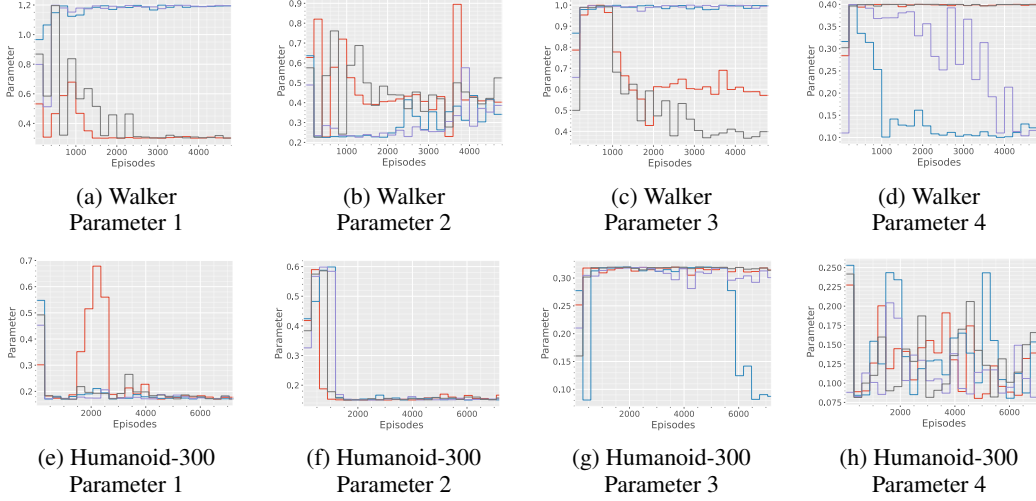 1.2
1.0
0.8
0.6
0.4
Parameter
1000 2000 3000 4000
Episodes
(a) Walker
Parameter 1
0.9
0.8
0.7
0.6
0.5
0.4
0.3
0.2
Parameter
1000 2000 3000 4000
Episodes
(b) Walker
Parameter 2
1.0
0.9
0.8
0.7
0.6
0.5
0.4
Parameter
1000 2000 3000 4000
Episodes
(c) Walker
Parameter 3
0.40
0.35
0.30
0.25
0.20
0.15
0.10
Parameter
1000 2000 3000 4000
Episodes
(d) Walker
Parameter 4
0.7
0.6
0.5
0.4
0.3
0.2
Parameter
2000 4000 6000
Episodes
(e) Humanoid-300
Parameter 1
0.6
0.5
0.4
0.3
0.2
Parameter
2000 4000 6000
Episodes
(f) Humanoid-300
Parameter 2
0.30
0.25
0.20
0.15
0.10
Parameter
2000 4000 6000
Episodes
(g) Humanoid-300
Parameter 3
0.250
0.225
0.200
0.175
0.150
0.125
0.100
0.075
Parameter
2000 4000 6000
Episodes
(h) Humanoid-300
Parameter 4